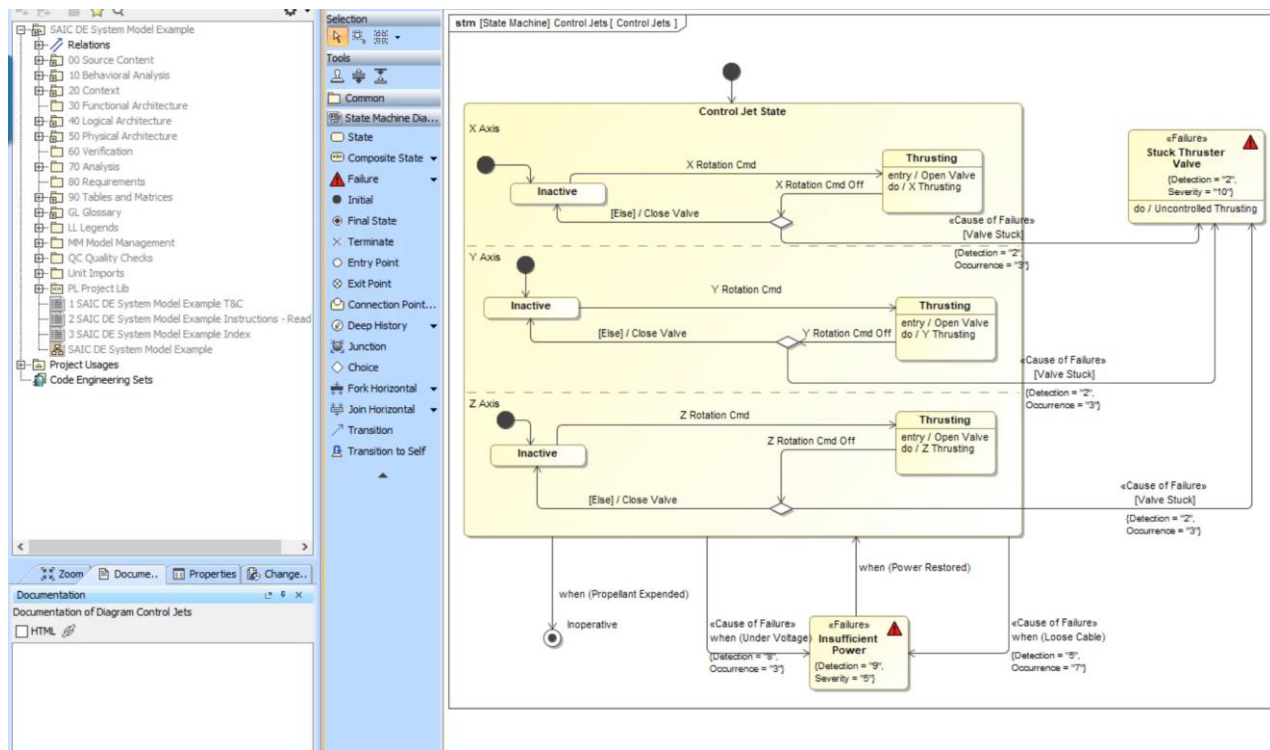 SAIC DE System Model Example
Relations
00 Source Content
10 Behavioral Analysis
20 Context
30 Functional Architecture
40 Logical Architecture
50 Physical Architecture
60 Verification
70 Analysis
80 Requirements
90 Tables and Matrices
GL Glossary
LL Legends
MM Model Management
QC Quality Checks
Unit Imports
PL Project Lib
1 SAIC DE System Model Example T&C
2 SAIC DE System Model Example Instructions - Read
3 SAIC DE System Model Example Index
SAIC DE System Model Example
Project Usages
Code Engineering Sets
Zoom
Docume..
Properties
Change..
Documentation
Documentation of Diagram Control Jets
HTML
Selection
Tools
Common
State Machine Dia...
State
Composite State
Failure
Initial
Final State
Terminate
Entry Point
Exit Point
Connection Point...
Deep History
Junction
Choice
Fork Horizontal
Join Horizontal
Transition
Transition to Self
stm [State Machine] Control Jets [ Control Jets ]
Control Jet State
X Axis
Inactive
X Rotation Cmd
Thrusting
entry / Open Valve
do / X Thrusting
X Rotation Cmd Off
[Else] / Close Valve
«Cause of Failure»
[Valve Stuck]
{Detection = "2",
Occurrence = "3"}
«Failure»
Stuck Thruster
Valve
{Detection = "2",
Severity = "10"}
do / Uncontrolled Thrusting
Y Axis
Inactive
Y Rotation Cmd
Thrusting
entry / Open Valve
do / Y Thrusting
Y Rotation Cmd Off
[Else] / Close Valve
«Cause of Failure»
[Valve Stuck]
{Detection = "2",
Occurrence = "3"}
Z Axis
Inactive
Z Rotation Cmd
Thrusting
entry / Open Valve
do / Z Thrusting
Z Rotation Cmd Off
[Else] / Close Valve
«Cause of Failure»
[Valve Stuck]
{Detection = "2",
Occurrence = "3"}
when (Propellant Expended)
Inoperative
«Cause of Failure»
when (Under Voltage)
{Detection = "8",
Occurrence = "3"}
when (Power Restored)
«Failure»
Insufficient
Power
{Detection = "9",
Severity = "5"}
«Cause of Failure»
when (Loose Cable)
{Detection = "5",
Occurrence = "7"}